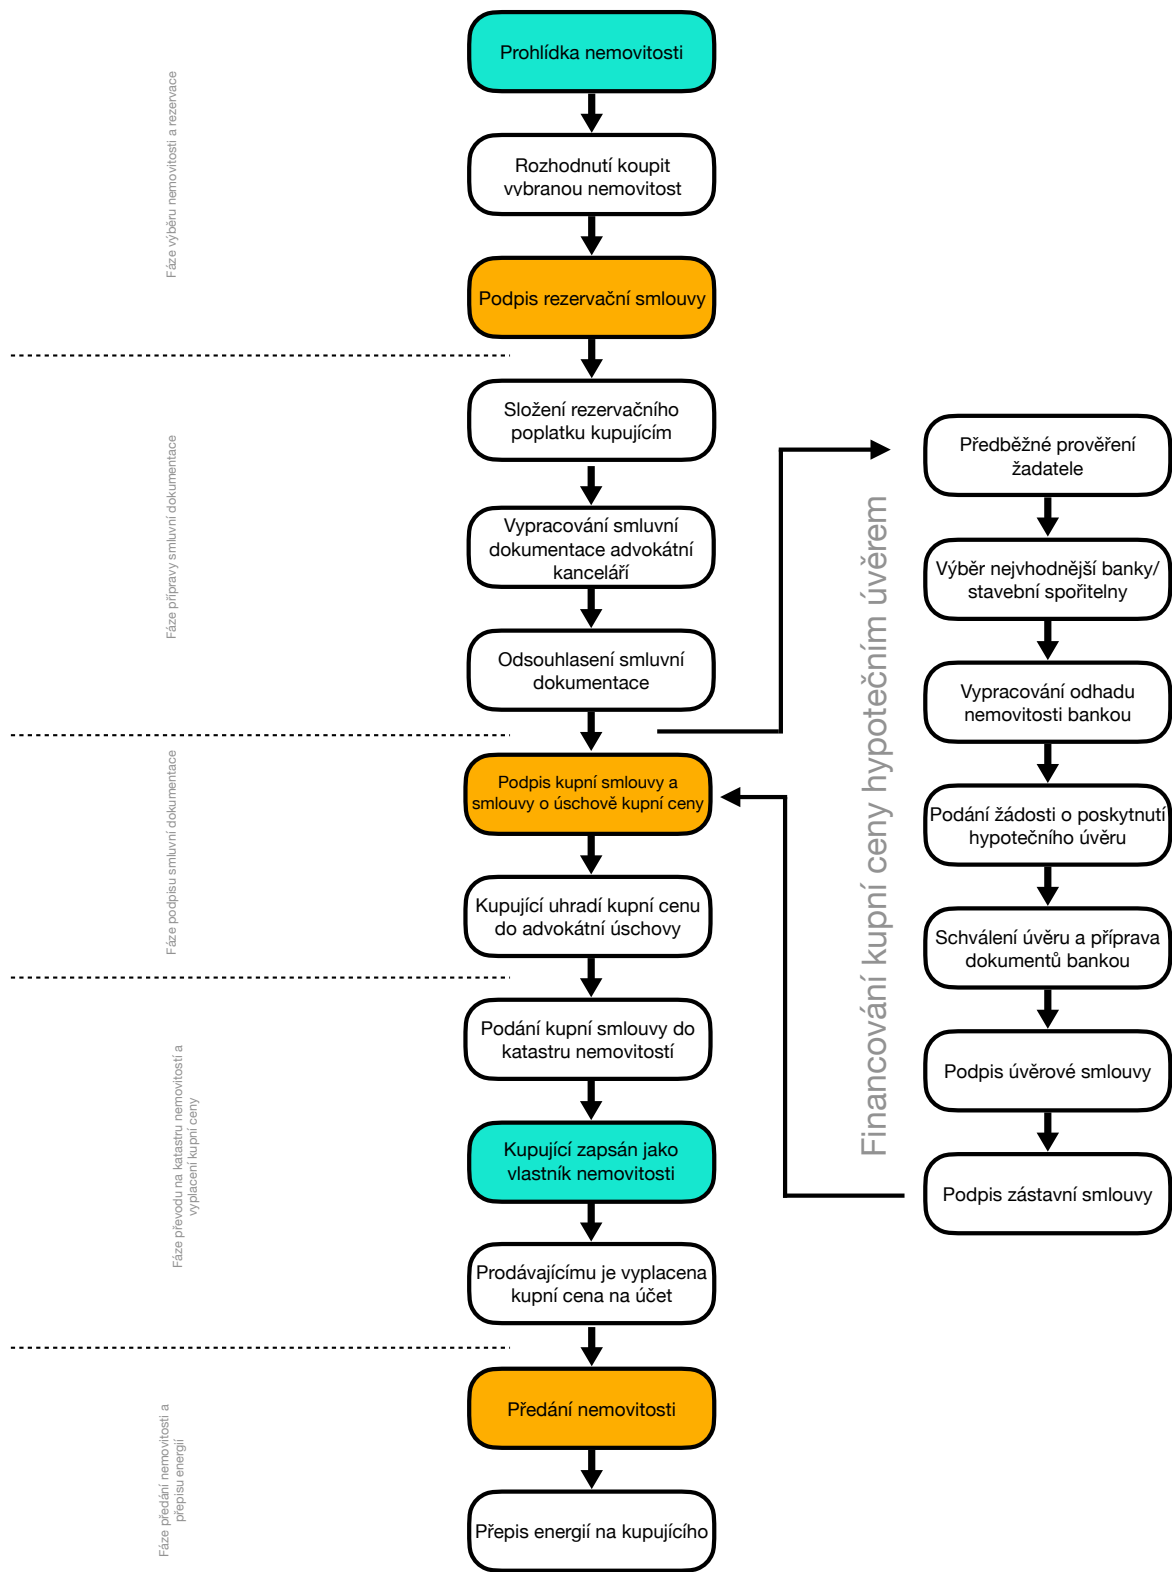 Prohlídka nemovitosti
Rozhodnutí koupit
vybranou nemovitost
Podpis rezervační smlouvy
Fáze výběru nemovitosti a rezervace
Složení rezervačního
poplatku kupujícím
Vypracování smluvní
dokumentace advokátní
kanceláří
Odsouhlasení smluvní
dokumentace
Fáze přípravy smluvní dokumentace
Podpis kupní smlouvy a
smlouvy o úschově kupní ceny
Kupující uhradí kupní cenu
do advokátní úschovy
Fáze podpisu smluvní dokumentace
Podání kupní smlouvy do
katastru nemovitostí
Kupující zapsán jako
vlastník nemovitosti
Prodávajícímu je vyplacena
kupní cena na účet
Fáze převodu na katastru nemovitostí a
vyplacení kupní ceny
Předání nemovitosti
Přepis energií na kupujícího
Fáze předání nemovitosti a
přepisu energií
Financování kupní ceny hypotečním úvěrem
Předběžné prověření
žadatele
Výběr nejvhodnější banky/
stavební spořitelny
Vypracování odhadu
nemovitosti bankou
Podání žádosti o poskytnutí
hypotečního úvěru
Schválení úvěru a příprava
dokumentů bankou
Podpis úvěrové smlouvy
Podpis zástavní smlouvy